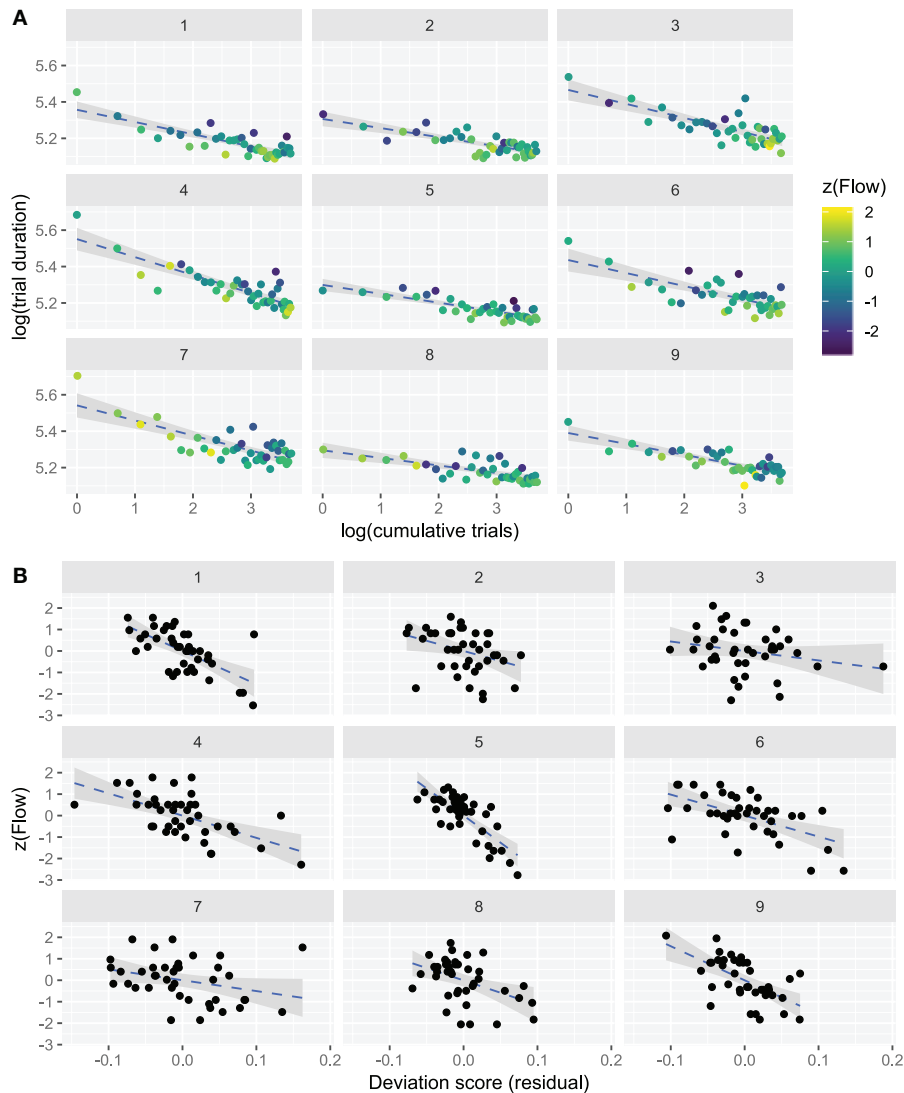 A
1 2 3
5.6
5.4
5.2
4 5 6
5.6
5.4
5.2
7 8 9
5.6
5.4
5.2
0 1 2 3 0 1 2 3 0 1 2 3
log(cumulative trials)
log(trial duration)
z(Flow)
2
1
0
-1
-2
B
1 2 3
2
1
0
-1
-2
-3
4 5 6
2
1
0
-1
-2
-3
7 8 9
2
1
0
-1
-2
-3
-0.1 0.0 0.1 0.2 -0.1 0.0 0.1 0.2 -0.1 0.0 0.1 0.2
Deviation score (residual)
z(Flow)